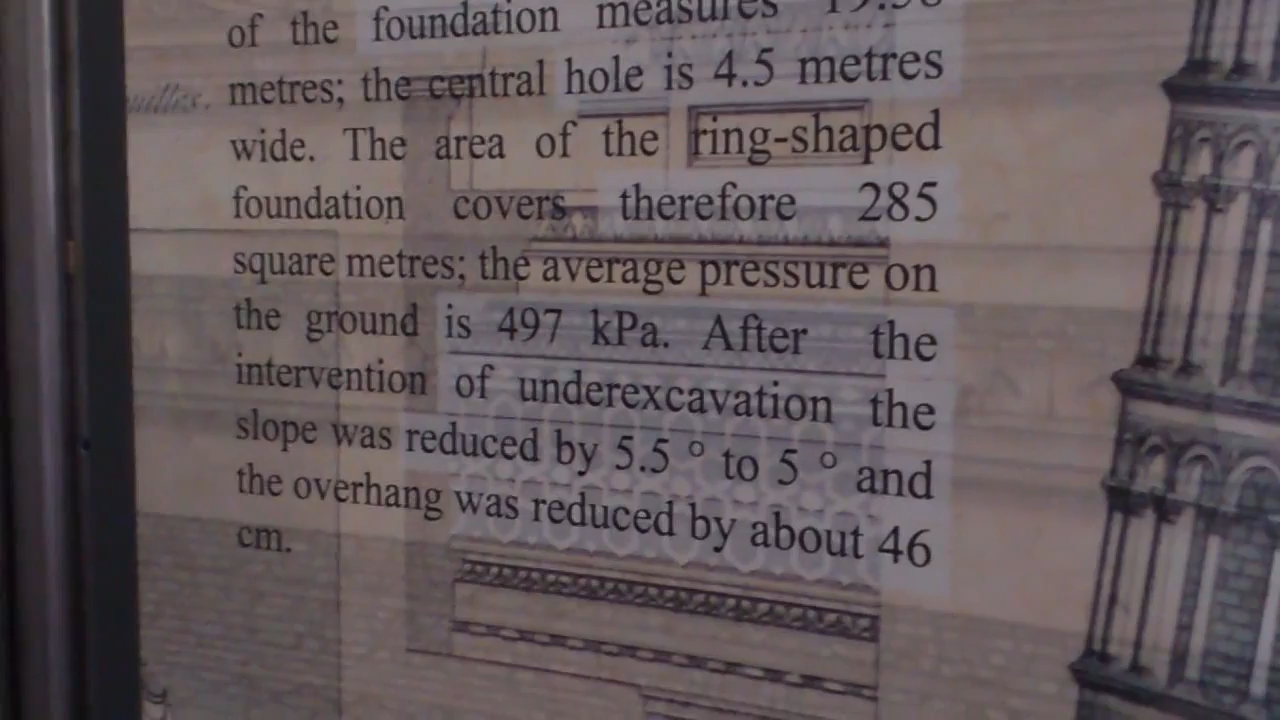 of the foundation measures
metres; the central hole is 4.5 metres
wide. The area of the ring-shaped
foundation covers, therefore 285
square metres; the average pressure on
the ground is 497 kPa. After the
intervention of underexcavation the
slope was reduced by 5.5 ° to 5 ° and
the overhang was reduced by about 46
cm.